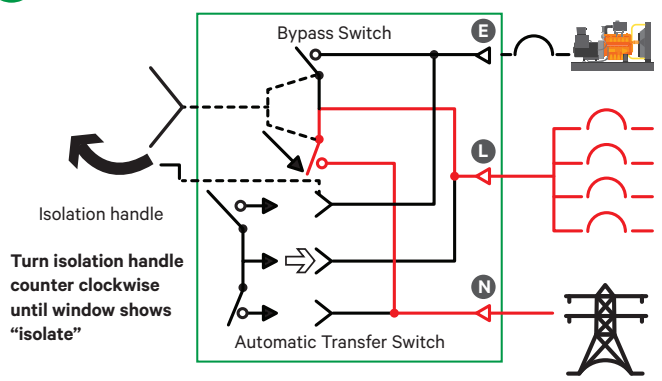 Bypass Switch
E
L
Isolation handle
Turn isolation handle
counter clockwise
until window shows
“isolate”
N
Automatic Transfer Switch